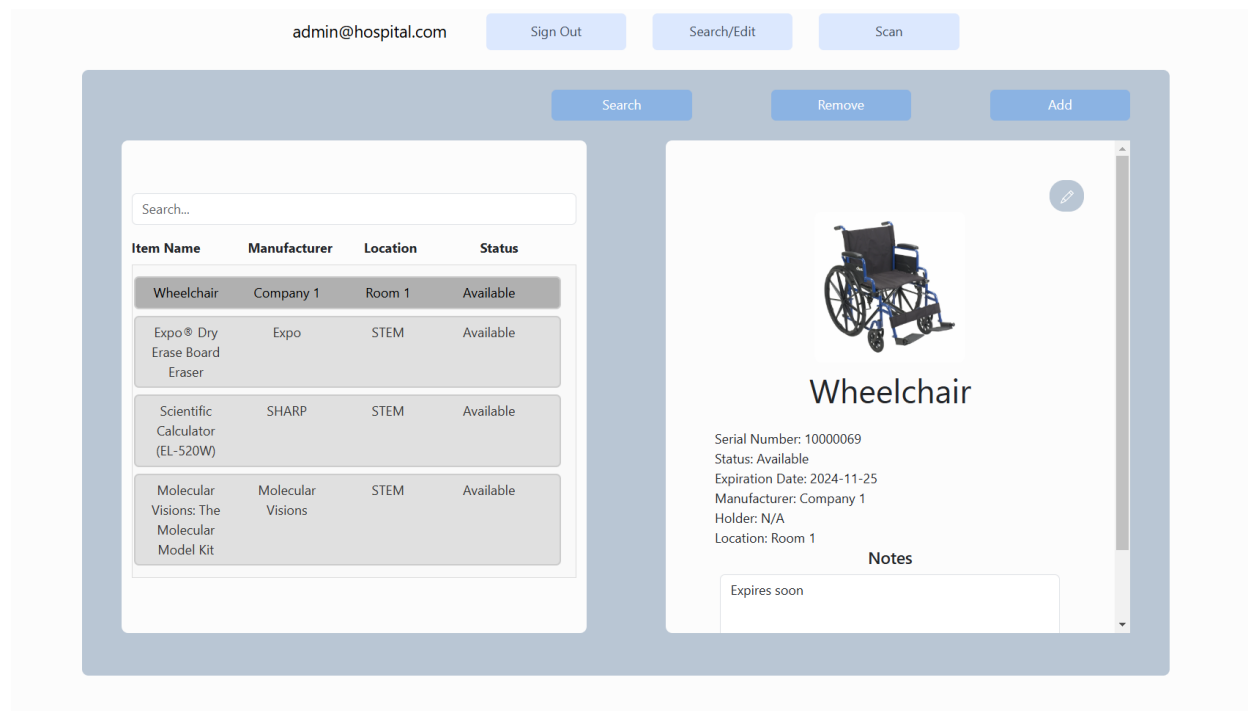 admin@hospital.com Sign Out Search/Edit Scan
Search Remove Add
Search...
Item Name Manufacturer Location Status
Wheelchair Company 1 Room 1 Available
Expo® Dry Expo STEM Available
Erase Board
Eraser
Scientific SHARP STEM Available
Calculator
(EL-520W)
Molecular Molecular STEM Available
Visions: The Visions
Molecular
Model Kit
Wheelchair
Serial Number: 10000069
Status: Available
Expiration Date: 2024-11-25
Manufacturer: Company 1
Holder: N/A
Location: Room 1
Notes
Expires soon